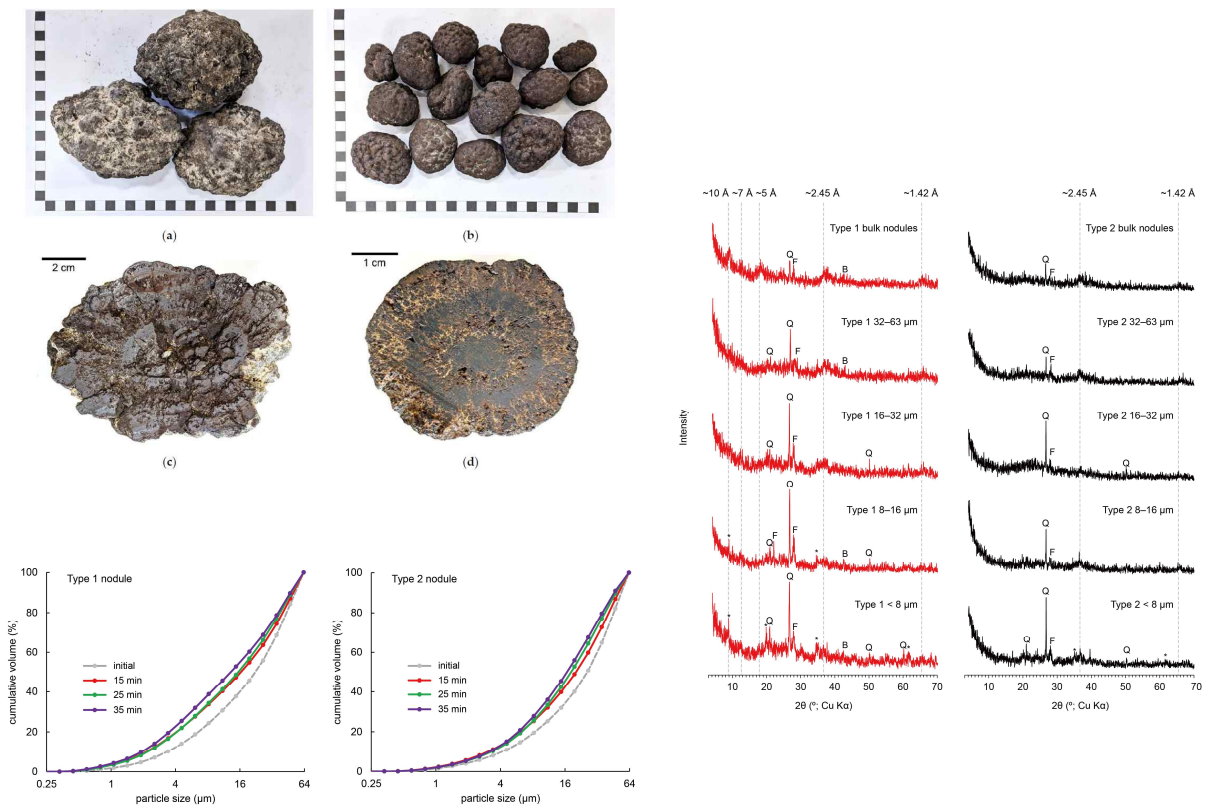 (a)
(b)
2 cm
1 cm
(c)
(d)
Type 1 nodule
100
80
60
40
20
0
cumulative volume (%)
initial
15 min
25 min
35 min
0.25
1
4
16
64
particle size (μm)
Type 2 nodule
100
80
60
40
20
0
cumulative volume (%)
initial
15 min
25 min
35 min
0.25
1
4
16
64
particle size (μm)
~10 Å ~7 Å ~5 Å ~2.45 Å ~1.42 Å
Type 1 bulk nodules
Q
F
B
Type 1 32–63 μm
Q
Q
F
B
Type 1 16–32 μm
Q
Q
F
Q
Type 1 8–16 μm
Q
*
Q
F
F
*
B
Q
Type 1 < 8 μm
Q
*
*
Q
F
*
B
Q
Q
*
Intensity
10 20 30 40 50 60 70
2θ (º; Cu Kα)
~2.45 Å ~1.42 Å
Type 2 bulk nodules
Q
F
Type 2 32–63 μm
Q
F
Type 2 16–32 μm
Q
F
Q
Type 2 8–16 μm
Q
F
Type 2 < 8 μm
Q
Q
F
*
Q
*
10 20 30 40 50 60 70
2θ (º; Cu Kα)